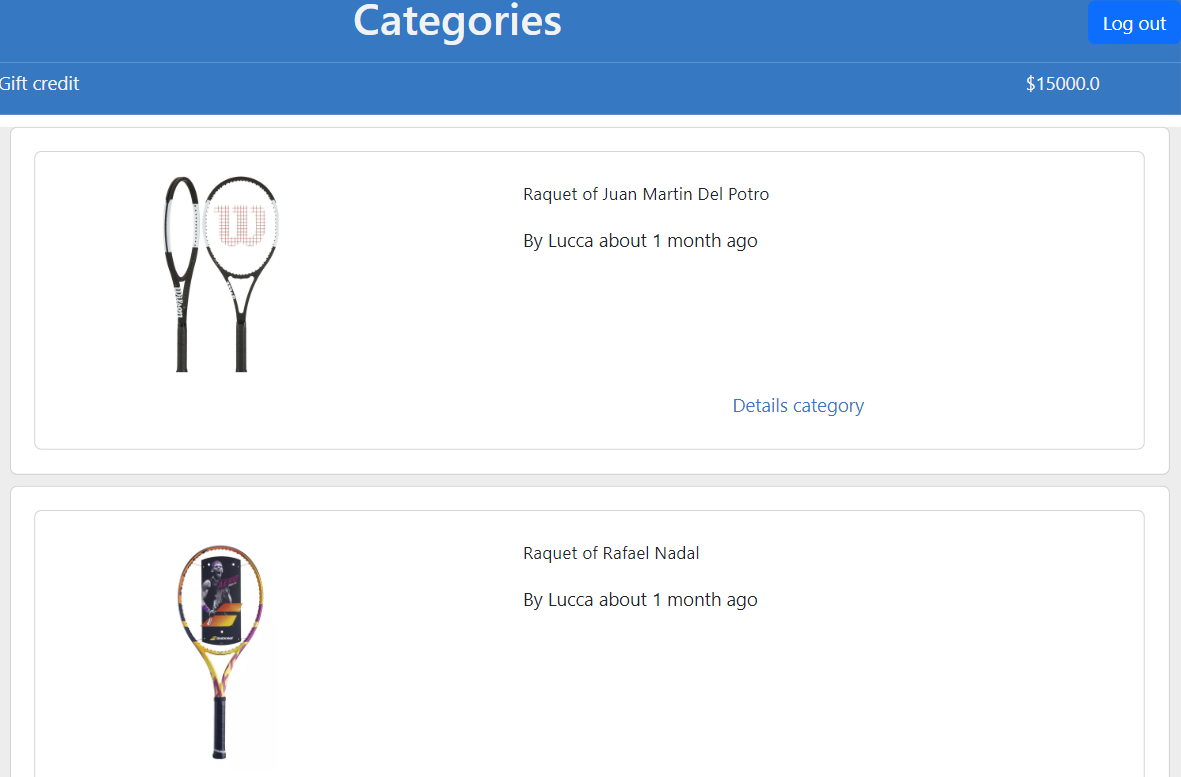 Categories
Log out
Gift credit
$15000.0
Raquet of Juan Martin Del Potro
By Lucca about 1 month ago
Details category
Raquet of Rafael Nadal
By Lucca about 1 month ago